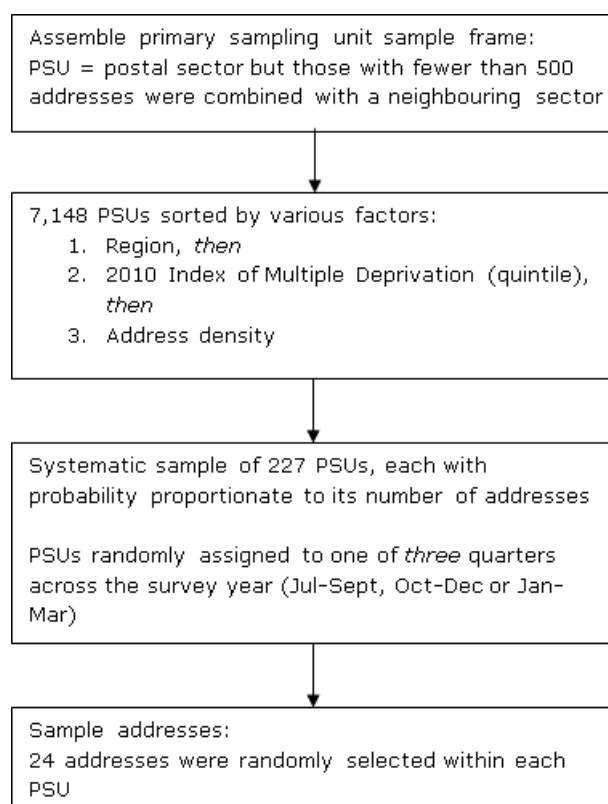 Assemble primary sampling unit sample frame:
PSU = postal sector but those with fewer than 500
addresses were combined with a neighbouring sector
7,148 PSUs sorted by various factors:
1. Region, then
2. 2010 Index of Multiple Deprivation (quintile),
then
3. Address density
Systematic sample of 227 PSUs, each with
probability proportionate to its number of addresses
PSUs randomly assigned to one of three quarters
across the survey year (Jul-Sept, Oct-Dec or Jan-
Mar)
Sample addresses:
24 addresses were randomly selected within each
PSU